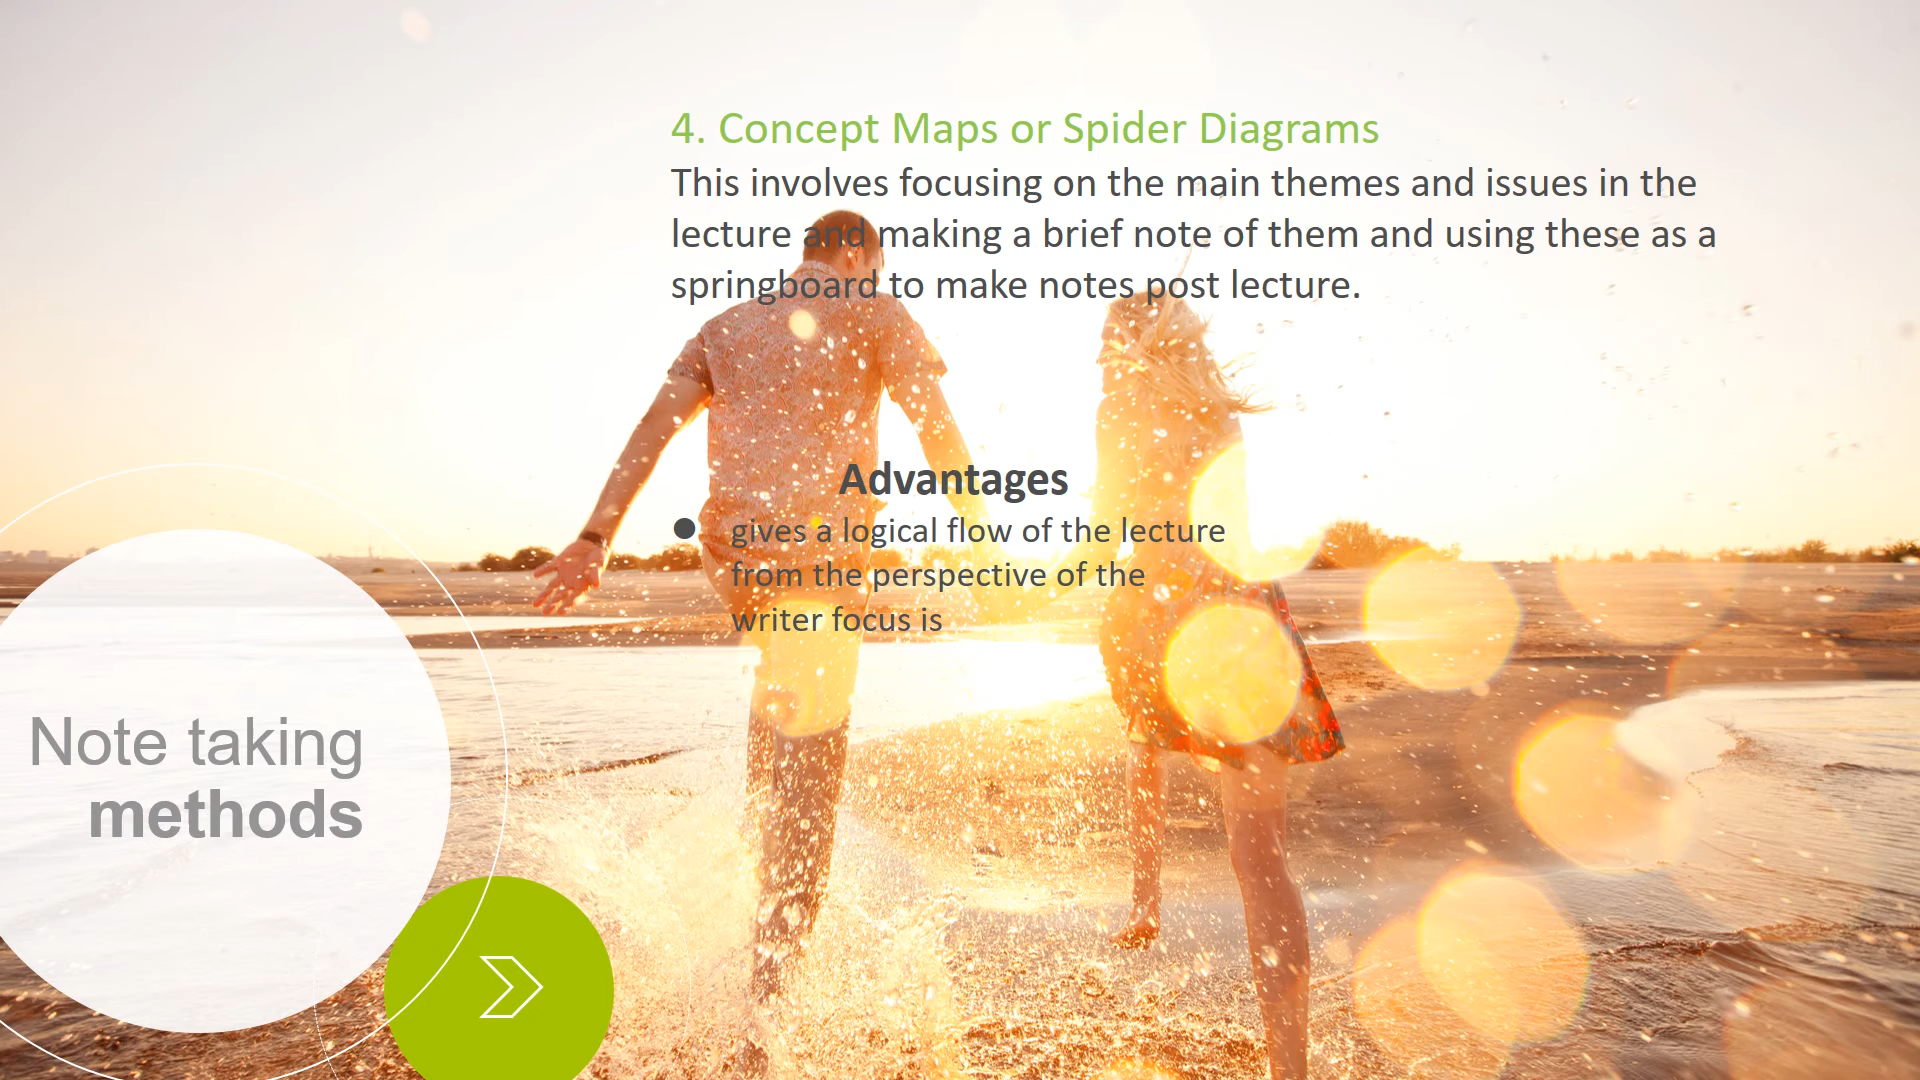 4. Concept Maps or Spider Diagrams
This involves focusing on the main themes and issues in the
lecture and making a brief note of them and using these as a
springboard to make notes post lecture.
Advantages
● gives a logical flow of the lecture
from the perspective of the
writer focus is
Note taking
methods